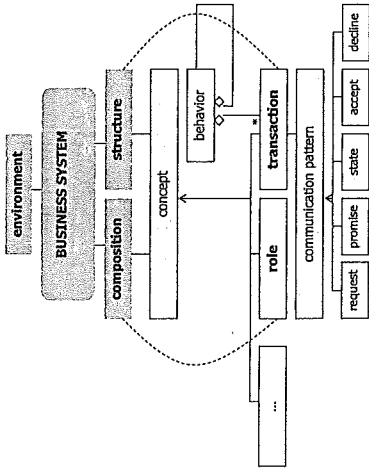 environment
BUSINESS SYSTEM
composition
structure
concept
behavior
*
...
role
transaction
communication pattern
request
promise
state
accept
decline